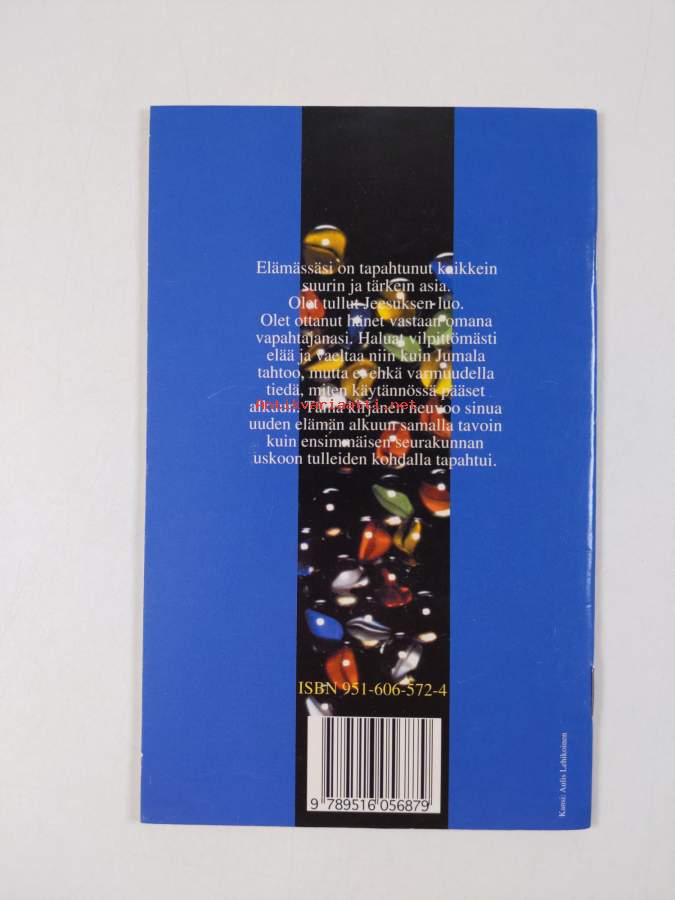 Elämässäsi on tapahtunut kaikkein
suurin ja tärkein asia.
Olet tullut Jeesuksen luo.
Olet ottanut hänet vastaan omana
vapahtajanasi. Haluat vilpittömästi
elää ja vaeltaa niin kuin Jumala
tahtoo, mutta et ehkä varmuudella
tiedä, miten käytännössä pääset
alkuun. Tämä kirjanen neuvoo sinua
uuden elämän alkuun samalla tavoin
kuin ensimmäisen seurakunnan
uskoon tulleiden kohdalla tapahtui.
antikvariaatti.net
ISBN 951-606-572-4
9 789516 056879
Kansi: Aulis Lehikoinen